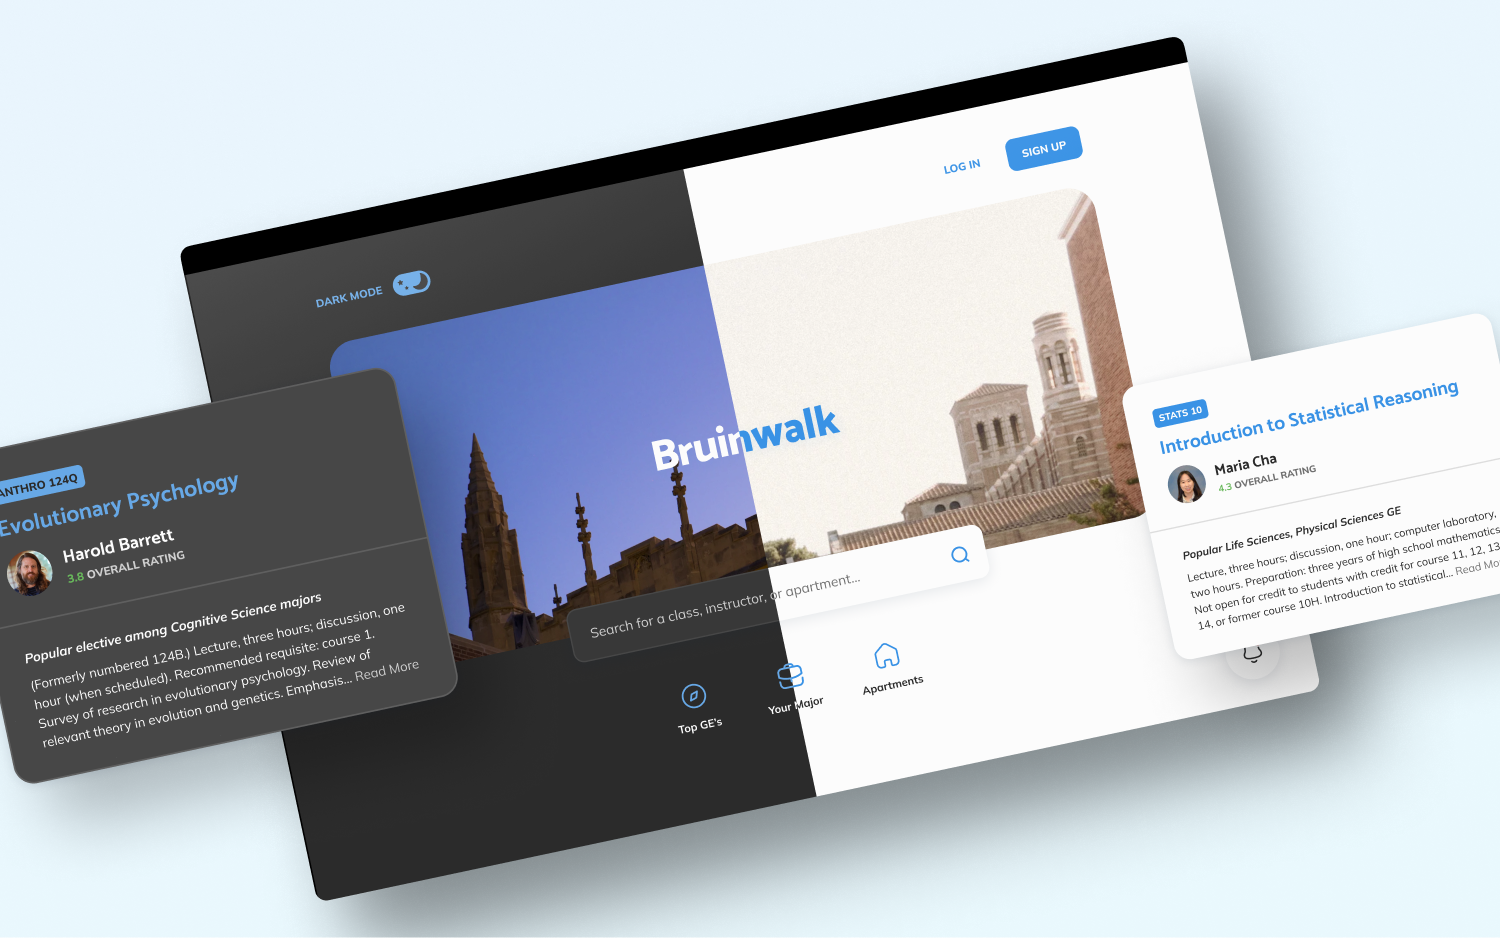 LOG IN
SIGN UP
DARK MODE
Bruinwalk
Search for a class, instructor, or apartment...
Top GE's
Your Major
Apartments
ANTHRO 124Q
Evolutionary Psychology
Harold Barrett
3.8 OVERALL RATING
Popular elective among Cognitive Science majors
(Formerly numbered 124B.) Lecture, three hours; discussion, one
hour (when scheduled). Recommended requisite: course 1.
Survey of research in evolutionary psychology. Review of
relevant theory in evolution and genetics. Emphasis... Read More
STATS 10
Introduction to Statistical Reasoning
Maria Cha
4.3 OVERALL RATING
Popular Life Sciences, Physical Sciences GE
Lecture, three hours; discussion, one hour; computer laboratory,
two hours. Preparation: three years of high school mathematics
Not open for credit to students with credit for course 11, 12, 13
14, or former course 10H. Introduction to statistical... Read Mo